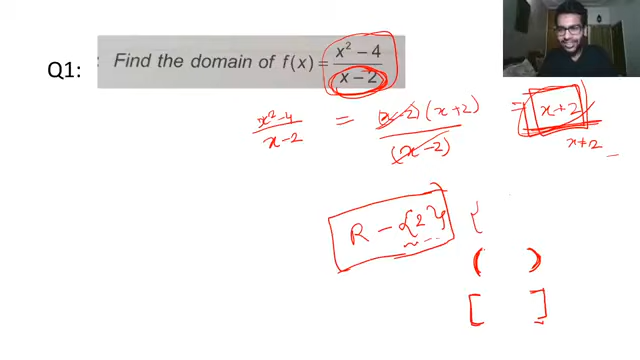 Q1: : Find the domain of f(x) = x² − 4 / x − 2
x²-4 / x-2 = (x-2)(x+2) / (x-2) = x+2
x+2
R - {2} {
( )
[ ]